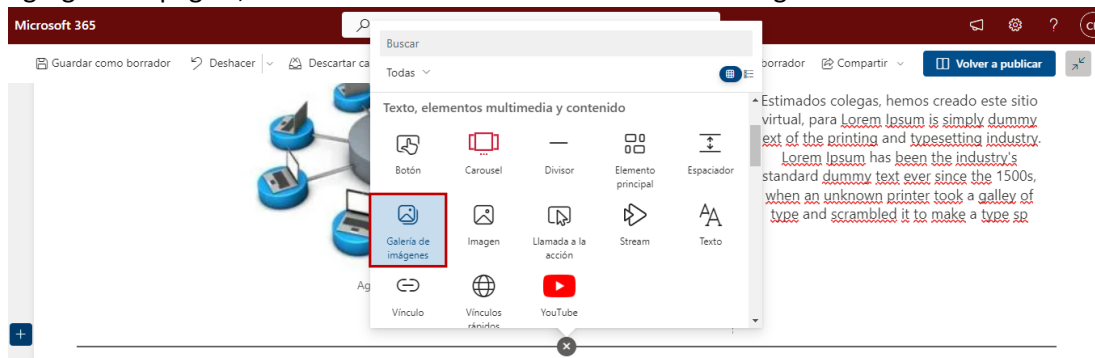 Microsoft 365
Guardar como borrador
Deshacer
Descartar ca
borrador
Compartir
Volver a publicar
Buscar
Todas
Texto, elementos multimedia y contenido
Botón
Carousel
Divisor
Elemento
principal
Espaciador
Galería de
imágenes
Imagen
Llamada a la
acción
Stream
Texto
Vínculo
Vínculos
rápidos
YouTube
Ag
Estimados colegas, hemos creado este sitio
virtual, para Lorem Ipsum is simply dummy
ext of the printing and typesetting industry.
Lorem Ipsum has been the industry's
standard dummy text ever since the 1500s,
when an unknown printer took a galley of
type and scrambled it to make a type sp